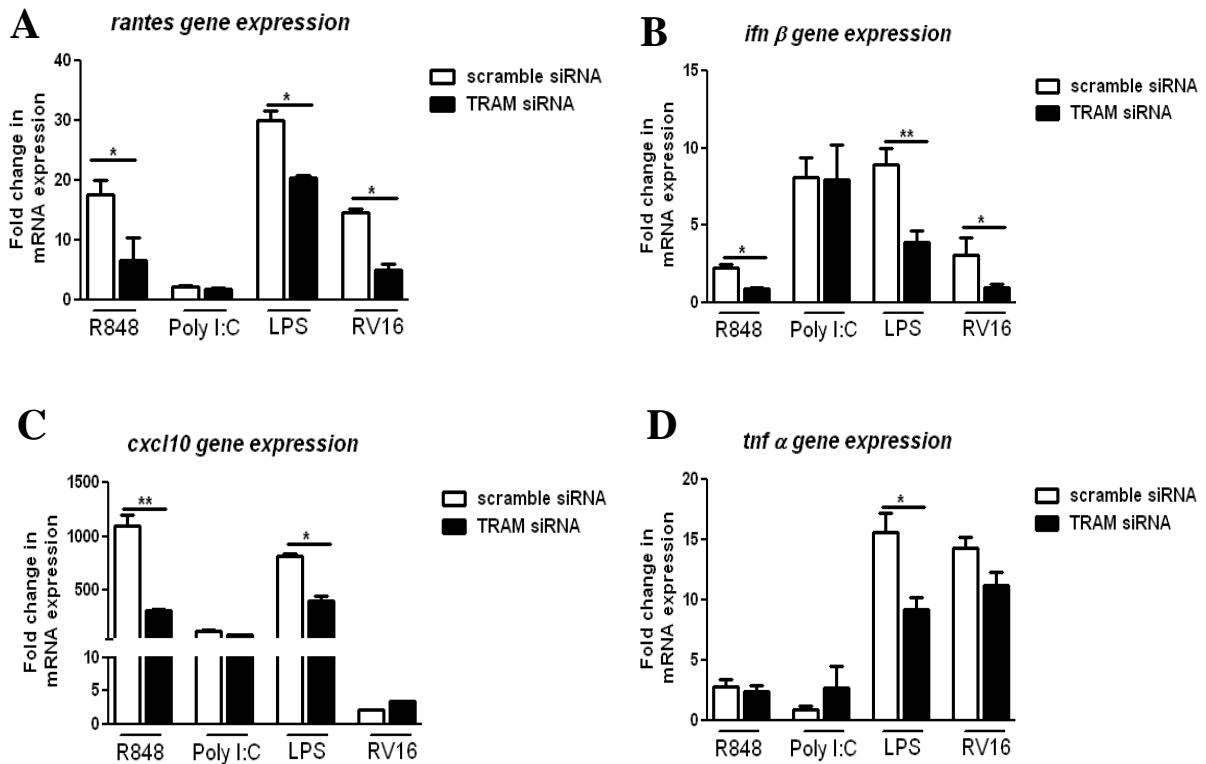 A
rantes gene expression
Fold change in
mRNA expression
40
30
20
10
0
*
*
*
R848
Poly I:C
LPS
RV16
scramble siRNA
TRAM siRNA
B
ifn β gene expression
Fold change in
mRNA expression
15
10
5
0
*
**
*
R848
Poly I:C
LPS
RV16
scramble siRNA
TRAM siRNA
C
cxcl10 gene expression
Fold change in
mRNA expression
1500
1000
500
10
5
0
**
*
R848
Poly I:C
LPS
RV16
scramble siRNA
TRAM siRNA
D
tnf α gene expression
Fold change in
mRNA expression
20
15
10
5
0
*
R848
Poly I:C
LPS
RV16
scramble siRNA
TRAM siRNA